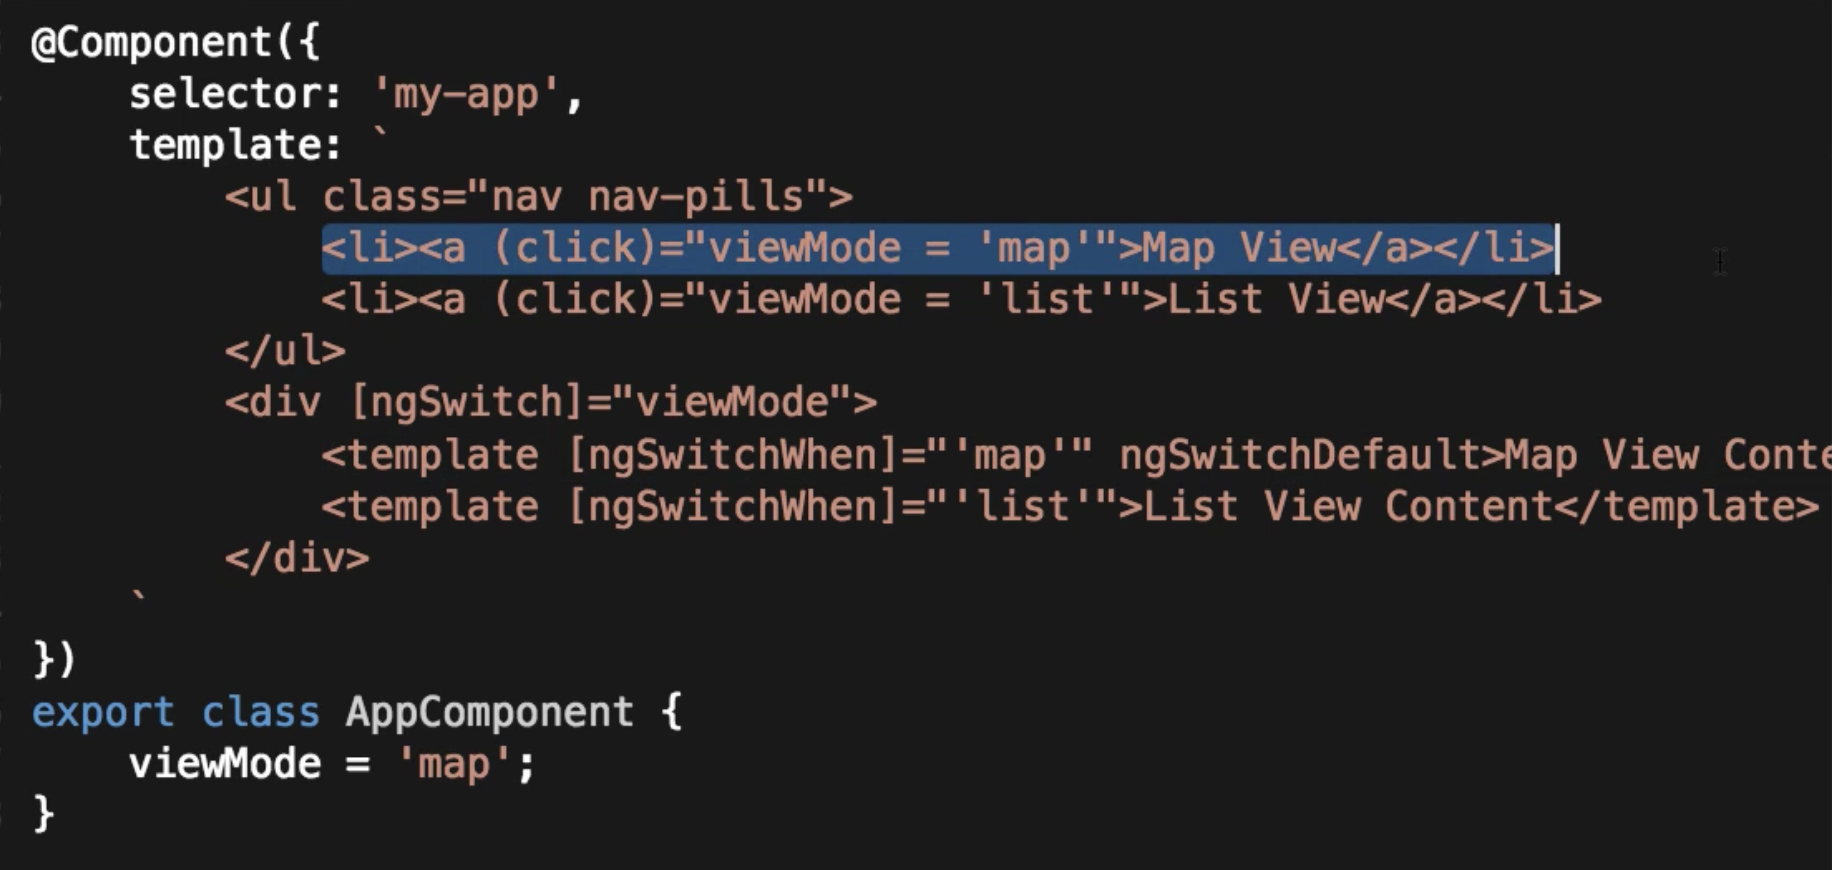 @Component({
    selector: 'my-app',
    template: `
        <ul class="nav nav-pills">
            <li><a (click)="viewMode = 'map'">Map View</a></li>
            <li><a (click)="viewMode = 'list'">List View</a></li>
        </ul>
        <div [ngSwitch]="viewMode">
            <template [ngSwitchWhen]="'map'" ngSwitchDefault>Map View Conte
            <template [ngSwitchWhen]="'list'">List View Content</template>
        </div>
    `
})
export class AppComponent {
    viewMode = 'map';
}